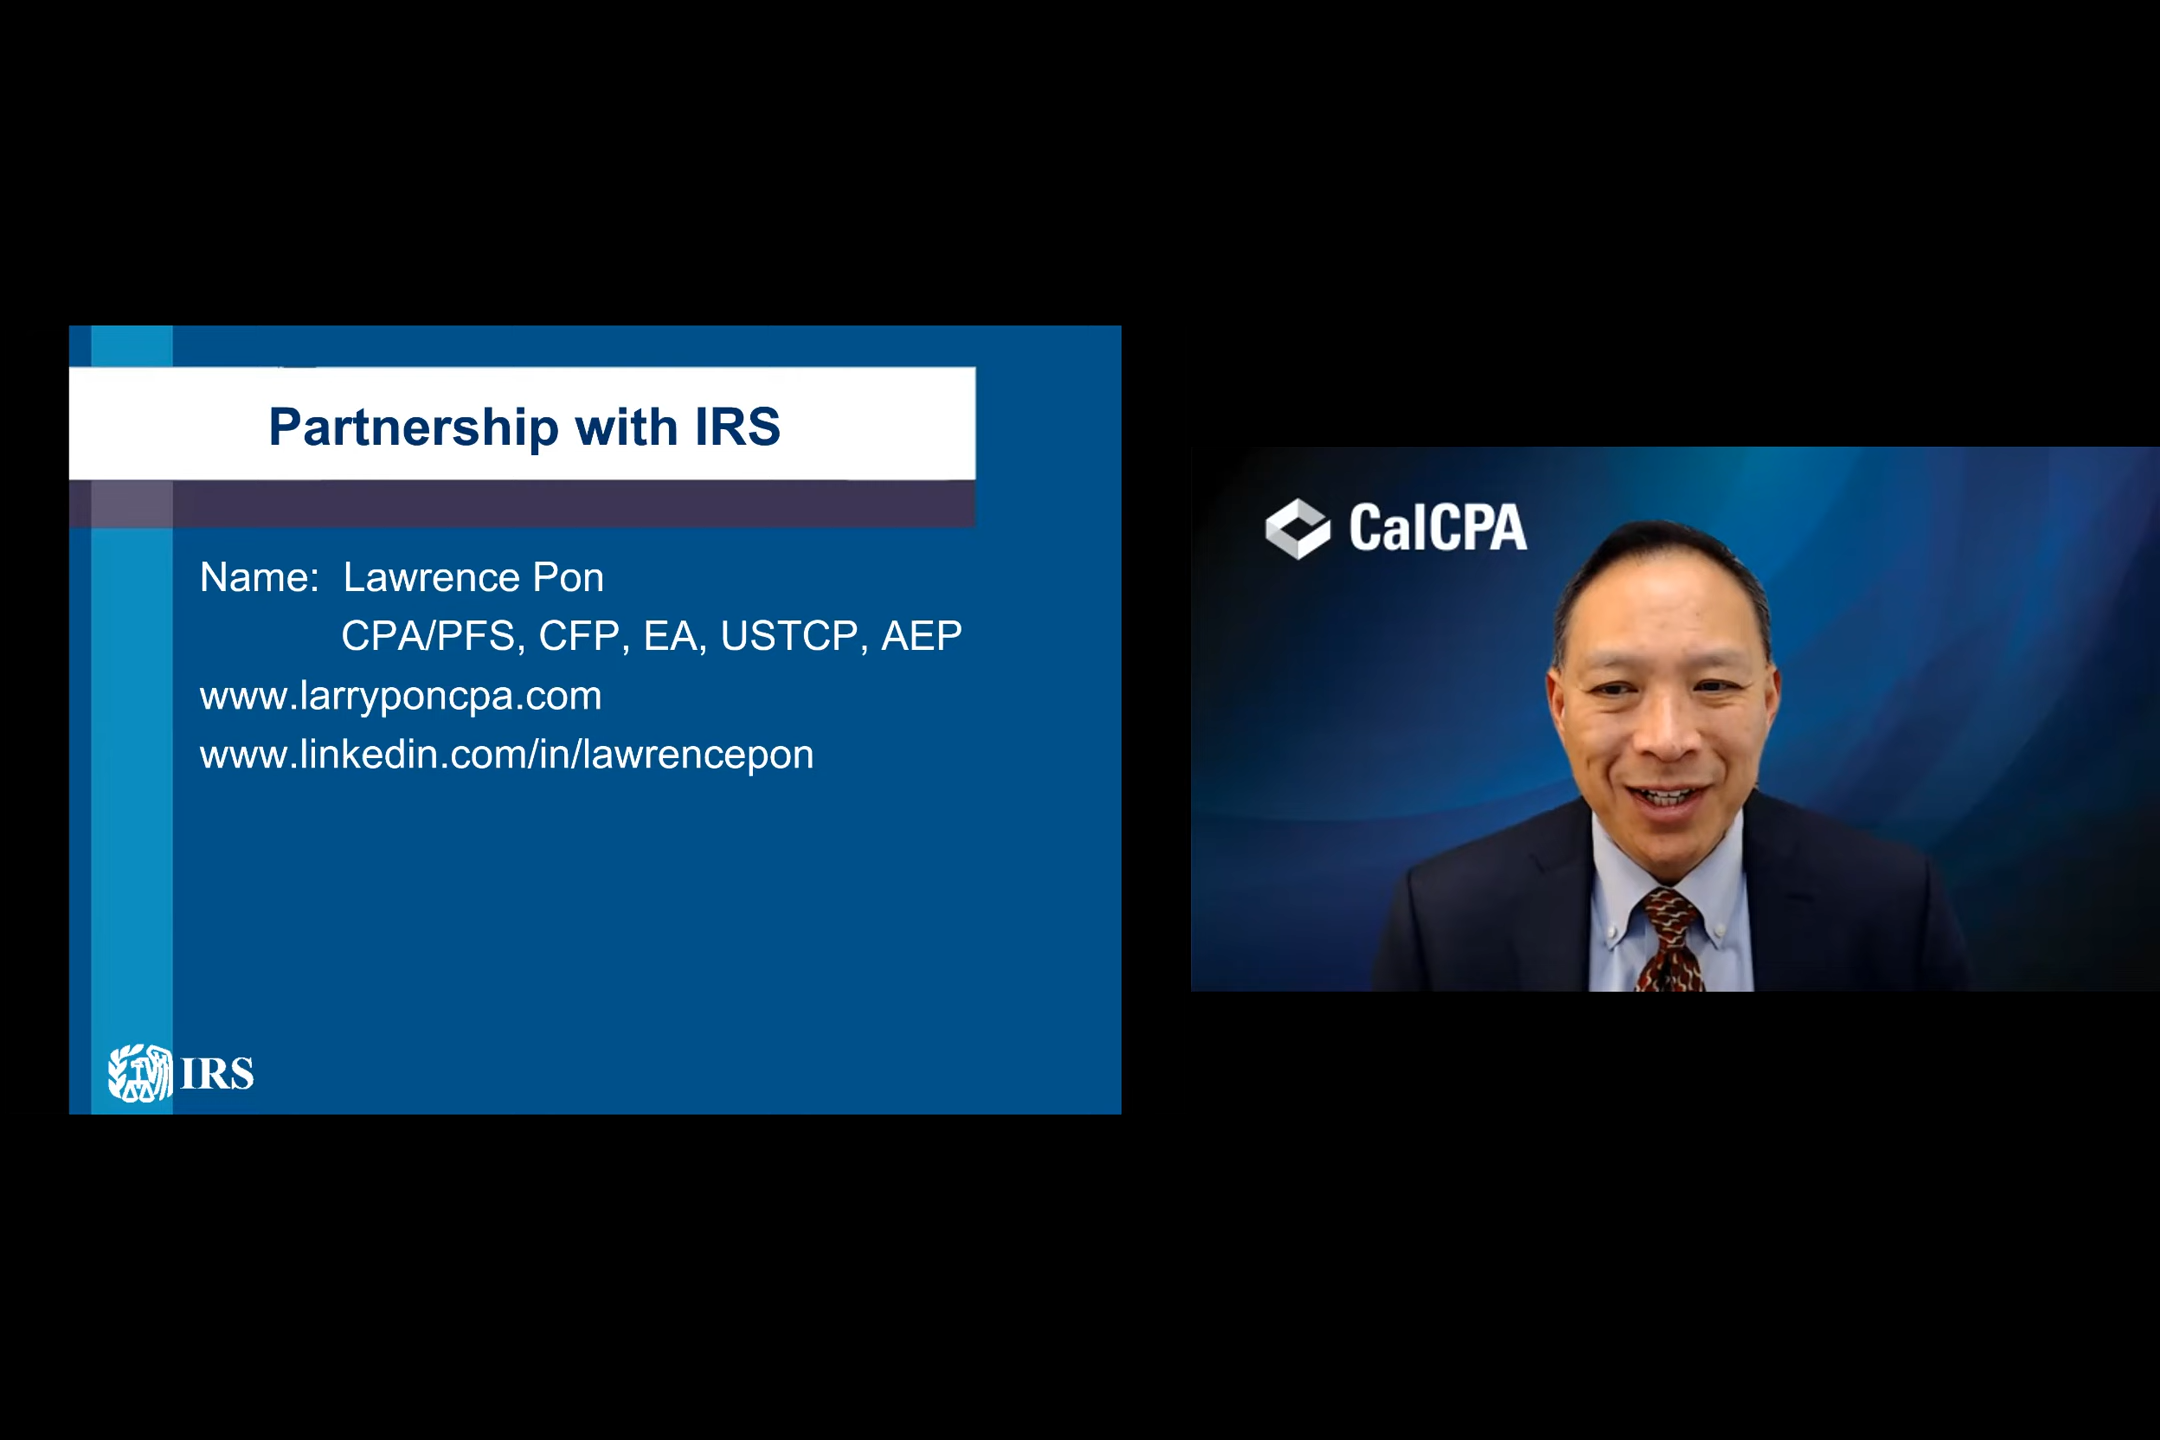 Partnership with IRS
Name: Lawrence Pon
CPA/PFS, CFP, EA, USTCP, AEP
www.larryponcpa.com
www.linkedin.com/in/lawrencepon
IRS
CalCPA